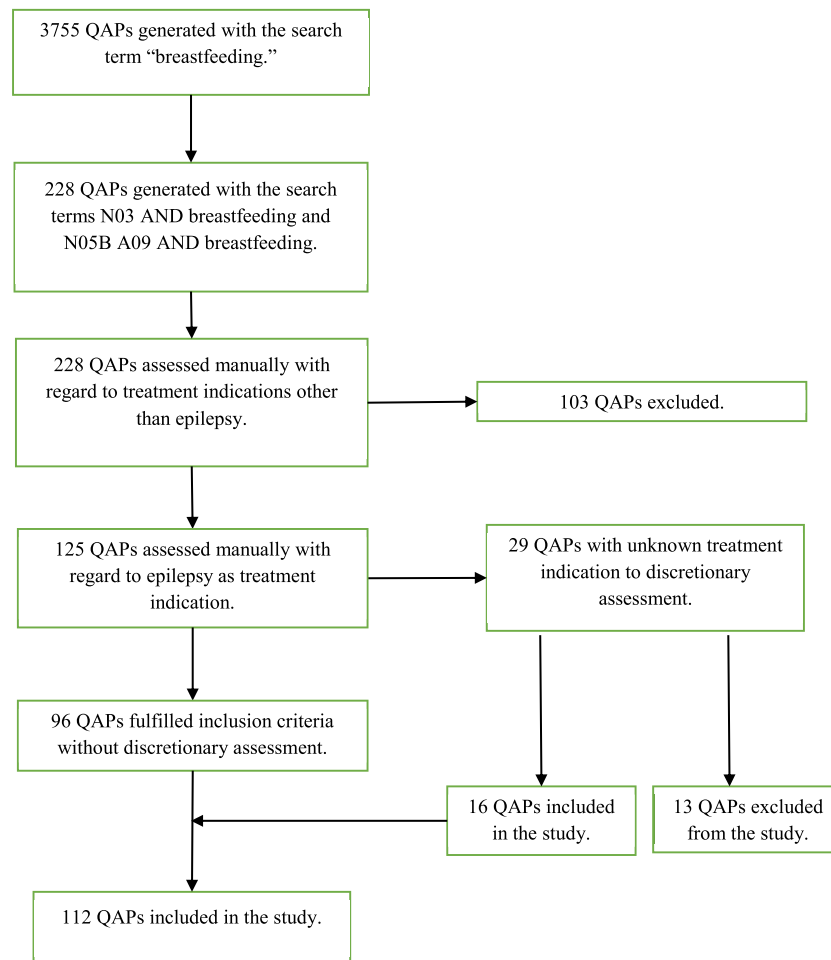 3755 QAPs generated with the search
term “breastfeeding.”
228 QAPs generated with the search
terms N03 AND breastfeeding and
N05B A09 AND breastfeeding.
228 QAPs assessed manually with
regard to treatment indications other
than epilepsy.
103 QAPs excluded.
125 QAPs assessed manually with
regard to epilepsy as treatment
indication.
29 QAPs with unknown treatment
indication to discretionary
assessment.
96 QAPs fulfilled inclusion criteria
without discretionary assessment.
16 QAPs included
in the study.
13 QAPs excluded
from the study.
112 QAPs included in the study.